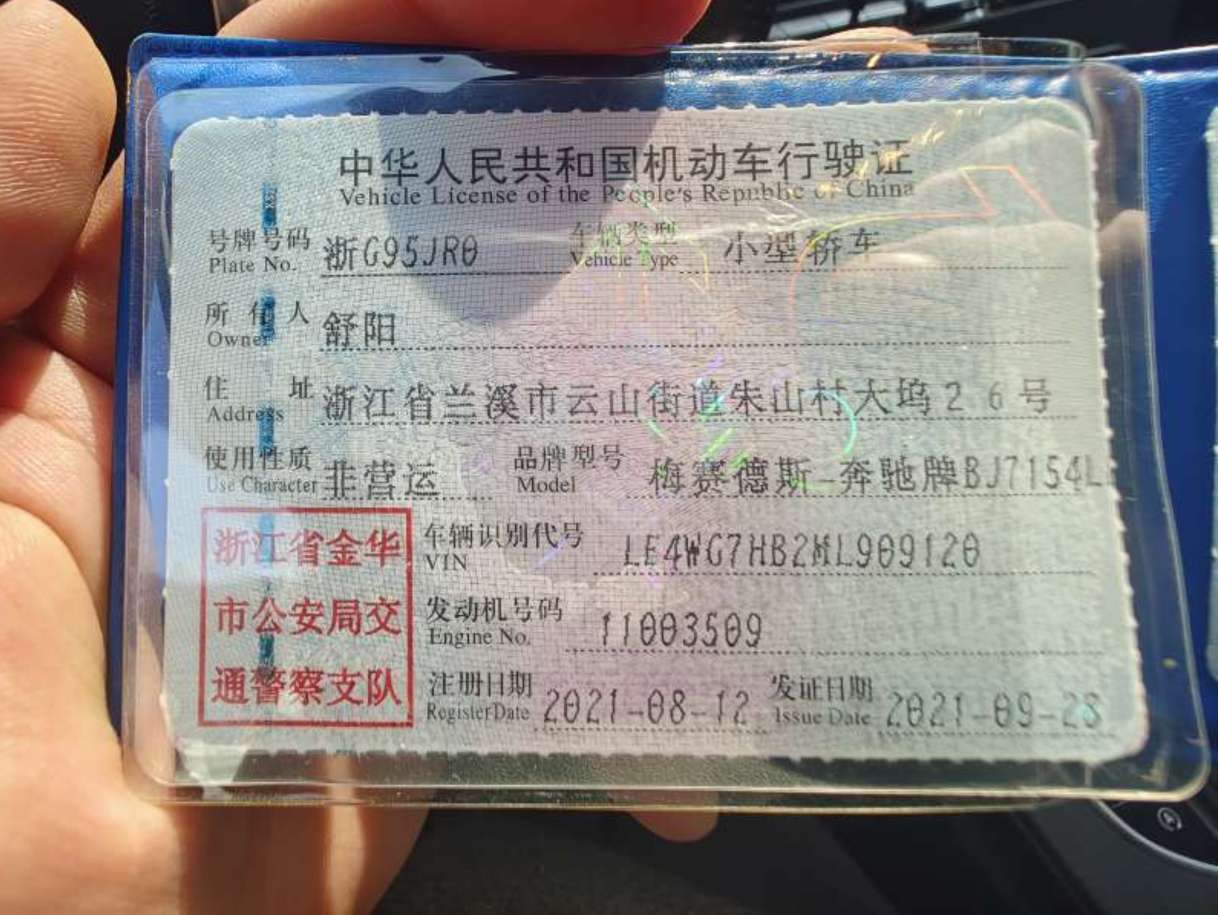 中华人民共和国机动车行驶证
Vehicle License of the People's Republic of China
号牌号码 浙G95JR0 车辆类型 小型轿车
Plate No. Vehicle Type
所有人 舒阳
Owner
住址 浙江省兰溪市云山街道朱山村大坞26号
Address
使用性质 非营运 品牌型号 梅赛德斯-奔驰牌BJ7154L
Use Character Model
浙江省金华
市公安局交
通警察支队
车辆识别代号 LE4WG7HB2ML909120
VIN
发动机号码 11003509
Engine No.
注册日期 2021-08-12 发证日期 2021-09-28
Register Date Issue Date